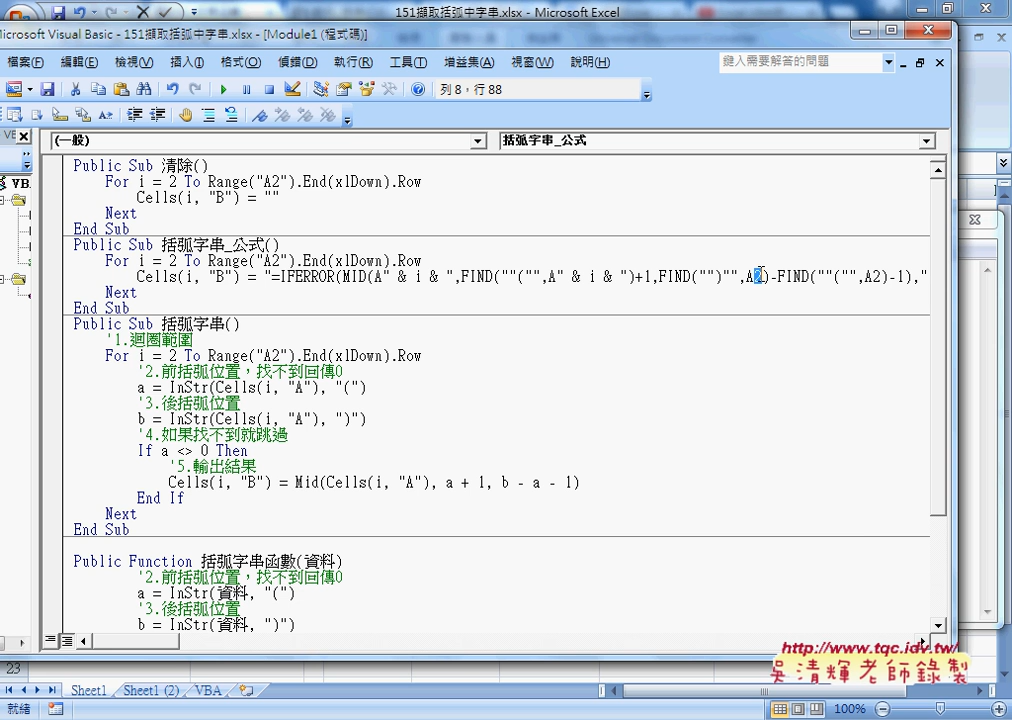 151擷取括弧中字串.xlsx - Microsoft Excel
icrosoft Visual Basic - 151擷取括弧中字串.xlsx - [Module1 (程式碼)]
檔案(F) 編輯(E) 檢視(V) 插入(I) 格式(O) 偵錯(D) 執行(R) 工具(T) 增益集(A) 視窗(W) 說明(H) 鍵入需要解答的問題
列 8，行 88
(一般) 括弧字串_公式
Public Sub 清除()
For i = 2 To Range("A2").End(xlDown).Row
Cells(i, "B") = ""
Next
End Sub
Public Sub 括弧字串_公式()
For i = 2 To Range("A2").End(xlDown).Row
Cells(i, "B") = "=IFERROR(MID(A" & i & ",FIND(""("",A" & i & ")+1,FIND("")"",A2)-FIND(""("",A2)-1),"
Next
End Sub
Public Sub 括弧字串()
'1.迴圈範圍
For i = 2 To Range("A2").End(xlDown).Row
'2.前括弧位置，找不到回傳0
a = InStr(Cells(i, "A"), "(")
'3.後括弧位置
b = InStr(Cells(i, "A"), ")")
'4.如果找不到就跳過
If a <> 0 Then
'5.輸出結果
Cells(i, "B") = Mid(Cells(i, "A"), a + 1, b - a - 1)
End If
Next
End Sub
Public Function 括弧字串函數(資料)
'2.前括弧位置，找不到回傳0
a = InStr(資料, "(")
'3.後括弧位置
b = InStr(資料, ")")
http://www.tqc.idv.tw/
吳清輝老師錄製
23
Sheet1 Sheet1 (2) VBA
就緒 100%